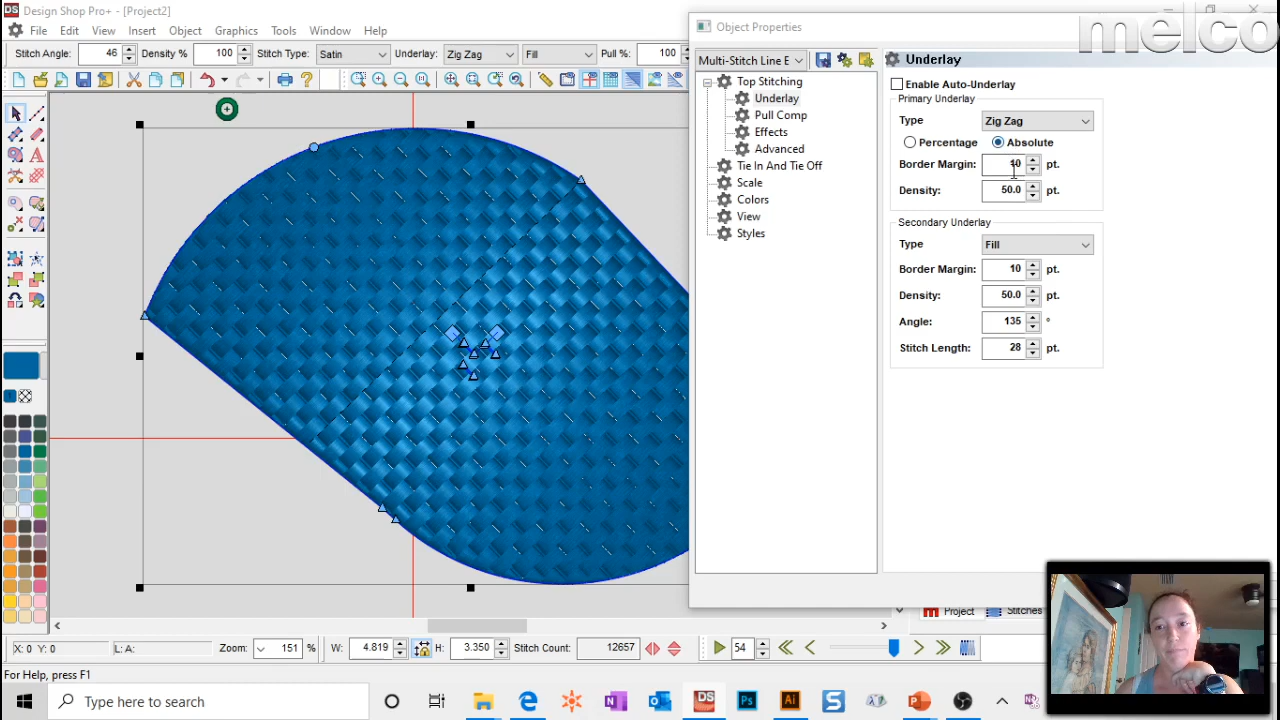 DS Design Shop Pro+ - [Project2]
File Edit View Insert Object Graphics Tools Window Help
Stitch Angle: 46 Density % 100 Stitch Type: Satin Underlay: Zig Zag Fill Pull %: 100
melco
Object Properties
Multi-Stitch Line E
Top Stitching
Underlay
Pull Comp
Effects
Advanced
Tie In And Tie Off
Scale
Colors
View
Styles
Underlay
Enable Auto-Underlay
Primary Underlay
Type Zig Zag
Percentage Absolute
Border Margin: 10 pt.
Density: 50.0 pt.
Secondary Underlay
Type Fill
Border Margin: 10 pt.
Density: 50.0 pt.
Angle: 135 °
Stitch Length: 28 pt.
Project Stitches
X: 0 Y: 0 L: A: Zoom: 151 % W: 4.819 H: 3.350 Stitch Count: 12657 54
For Help, press F1
Type here to search
DS Ps Ai S